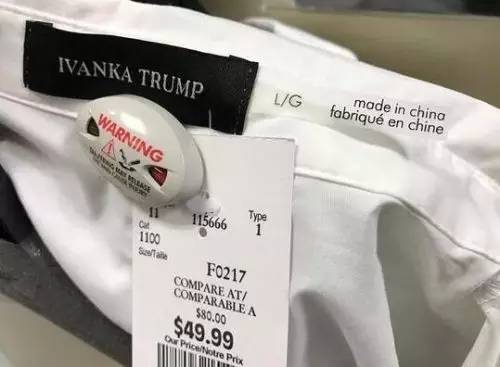 IVANKA TRUMP
L/G
made in china
fabriqué en chine
WARNING
11 115666 Type
Cat 1
1100
Size/Taille
F0217
COMPARE AT/
COMPARABLE A
$80.00
$49.99
Our Price/Notre Prix